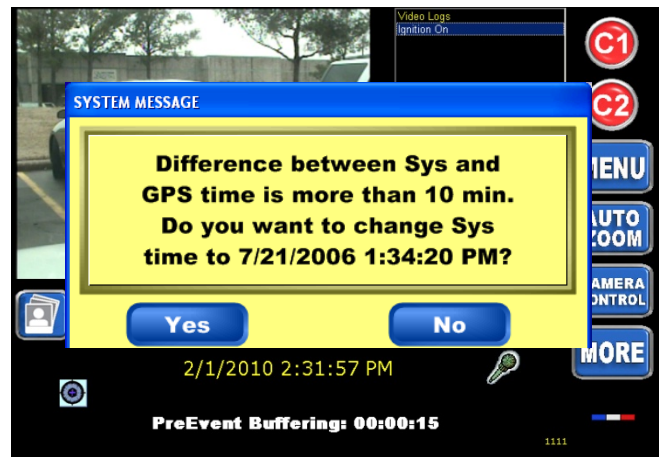 Video Logs
Ignition On
C1
C2
SYSTEM MESSAGE
Difference between Sys and
GPS time is more than 10 min.
Do you want to change Sys
time to 7/21/2006 1:34:20 PM?
Yes
No
MENU
AUTO
ZOOM
CAMERA
CONTROL
MORE
2/1/2010 2:31:57 PM
PreEvent Buffering: 00:00:15
1111